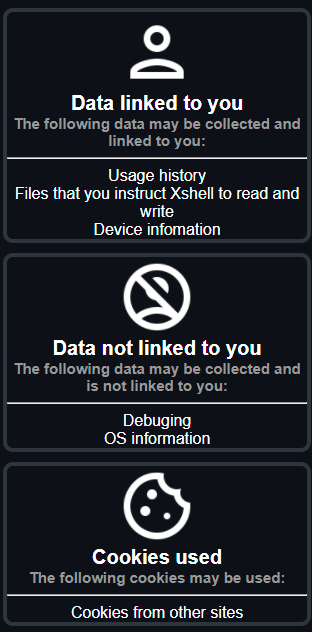 Data linked to you
The following data may be collected and
linked to you:
Usage history
Files that you instruct Xshell to read and
write
Device infomation
Data not linked to you
The following data may be collected and
is not linked to you:
Debuging
OS information
Cookies used
The following cookies may be used:
Cookies from other sites